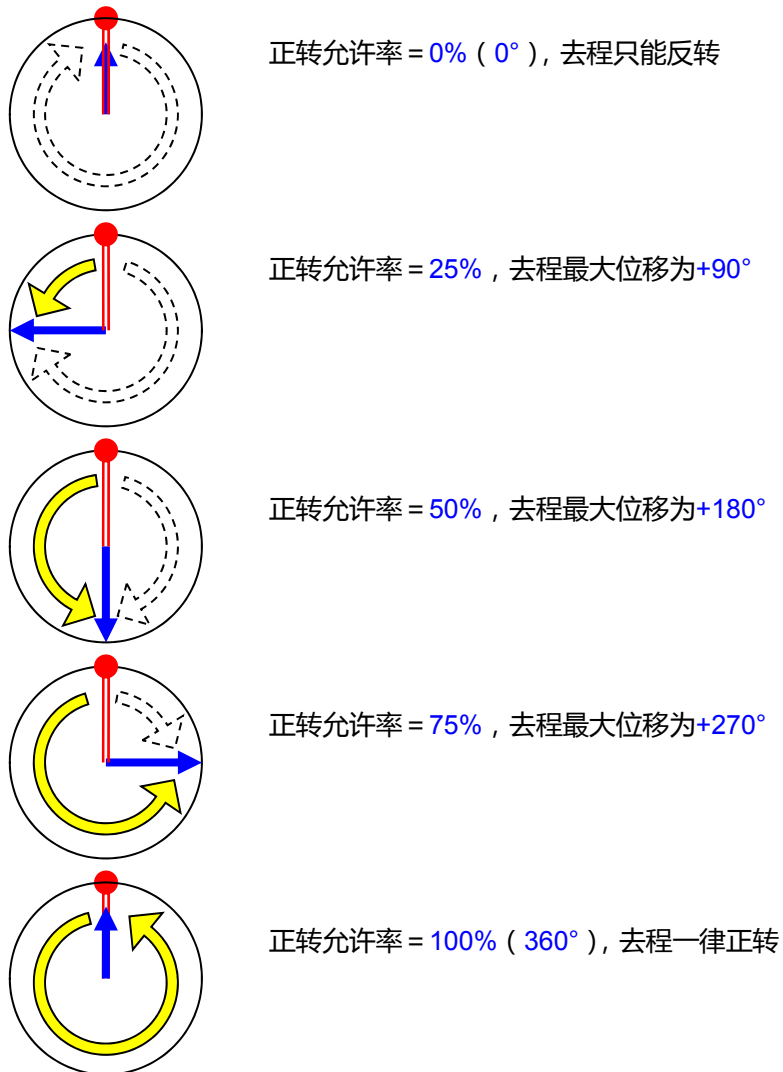 正转允许率＝0%（0°），去程只能反转
正转允许率＝25%，去程最大位移为+90°
正转允许率＝50%，去程最大位移为+180°
正转允许率＝75%，去程最大位移为+270°
正转允许率＝100%（360°），去程一律正转